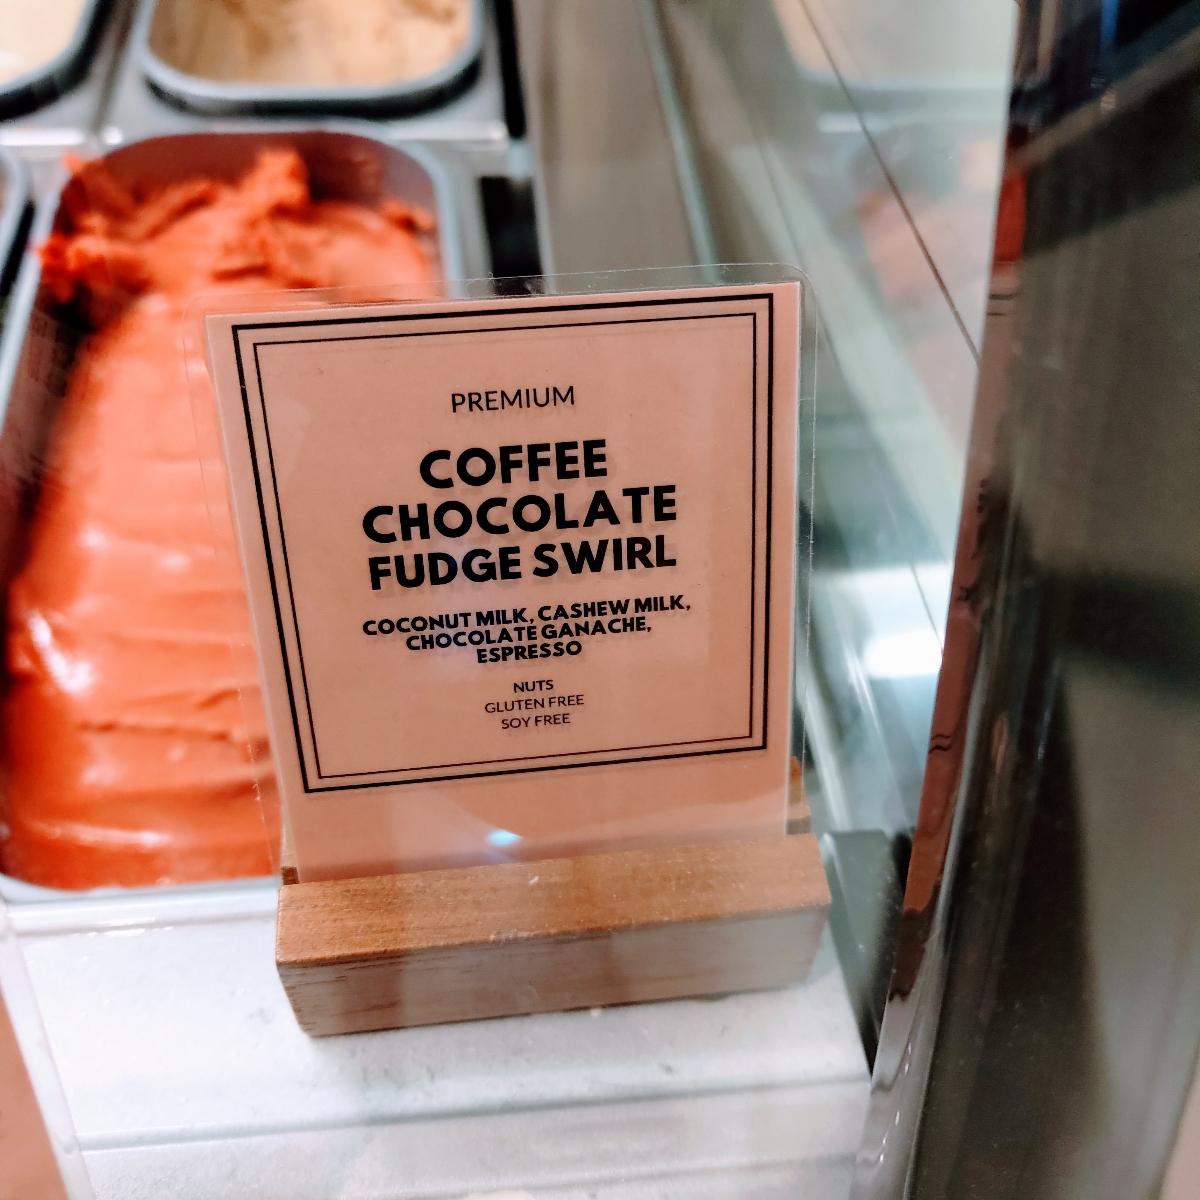 PREMIUM
COFFEE
CHOCOLATE
FUDGE SWIRL
COCONUT MILK, CASHEW MILK,
CHOCOLATE GANACHE,
ESPRESSO
NUTS
GLUTEN FREE
SOY FREE